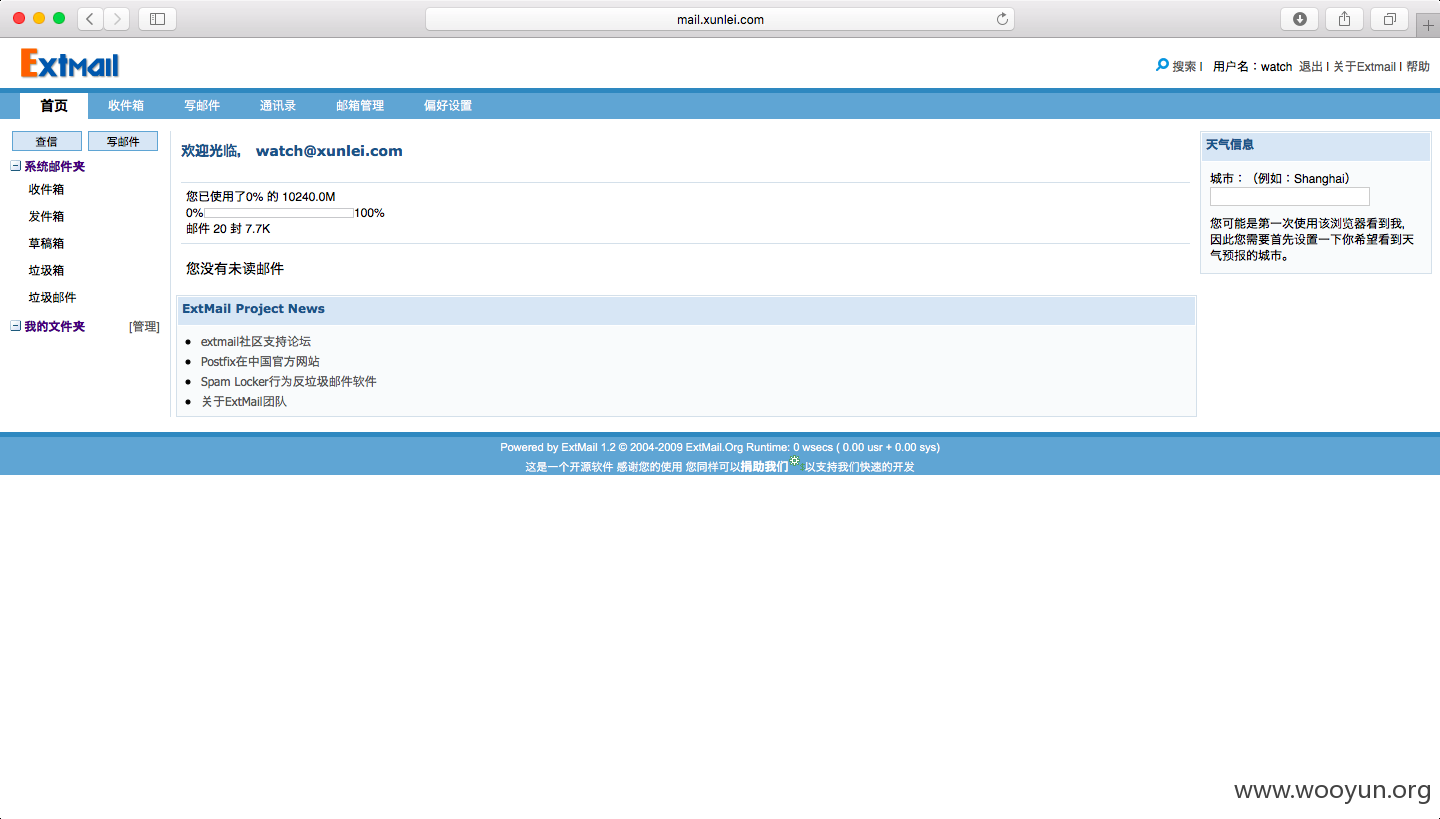 mail.xunlei.com
ExtMail
搜索 | 用户名：watch 退出 | 关于Extmail | 帮助
首页 收件箱 写邮件 通讯录 邮箱管理 偏好设置
查信 写邮件
系统邮件夹
收件箱
发件箱
草稿箱
垃圾箱
垃圾邮件
我的文件夹 [管理]
欢迎光临， watch@xunlei.com
您已使用了0% 的 10240.0M
0% 100%
邮件 20 封 7.7K
您没有未读邮件
ExtMail Project News
extmail社区支持论坛
Postfix在中国官方网站
Spam Locker行为反垃圾邮件软件
关于ExtMail团队
天气信息
城市：（例如：Shanghai）
您可能是第一次使用该浏览器看到我,
因此您需要首先设置一下你希望看到天
气预报的城市。
Powered by ExtMail 1.2 © 2004-2009 ExtMail.Org Runtime: 0 wsecs ( 0.00 usr + 0.00 sys)
这是一个开源软件 感谢您的使用 您同样可以捐助我们 以支持我们快速的开发
www.wooyun.org